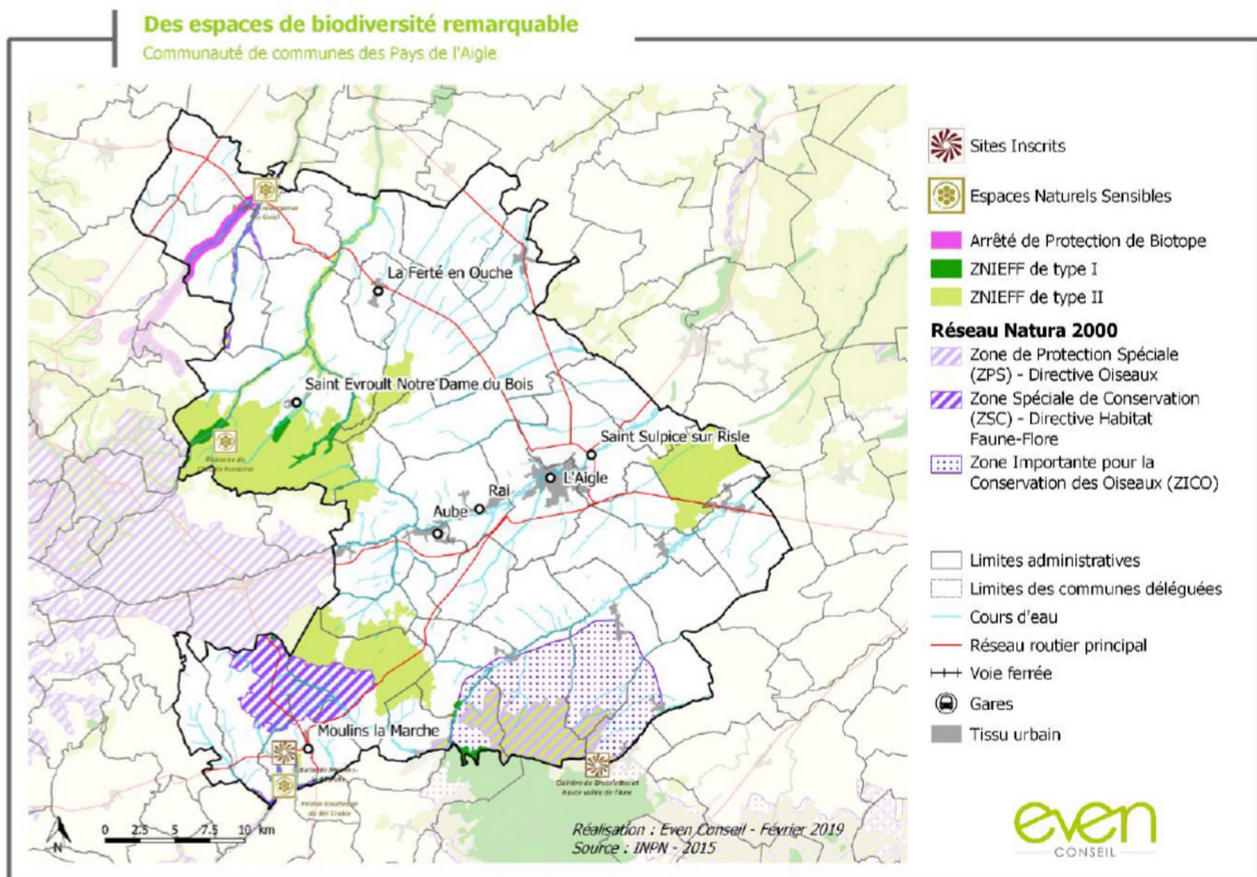 Des espaces de biodiversité remarquable
Communauté de communes des Pays de l'Aigle
La Ferté en Ouche
Saint Evroult Notre Dame du Bois
Saint Sulpice sur Risle
L'Aigle
Rai
Aube
Moulins la Marche
0 2.5 5 7.5 10 km
N
Réalisation : Even Conseil - Février 2019
Source : INPN - 2015
Sites Inscrits
Espaces Naturels Sensibles
Arrêté de Protection de Biotope
ZNIEFF de type I
ZNIEFF de type II
Réseau Natura 2000
Zone de Protection Spéciale
(ZPS) - Directive Oiseaux
Zone Spéciale de Conservation
(ZSC) - Directive Habitat
Faune-Flore
Zone Importante pour la
Conservation des Oiseaux (ZICO)
Limites administratives
Limites des communes déléguées
Cours d'eau
Réseau routier principal
Voie ferrée
Gares
Tissu urbain
even
CONSEIL